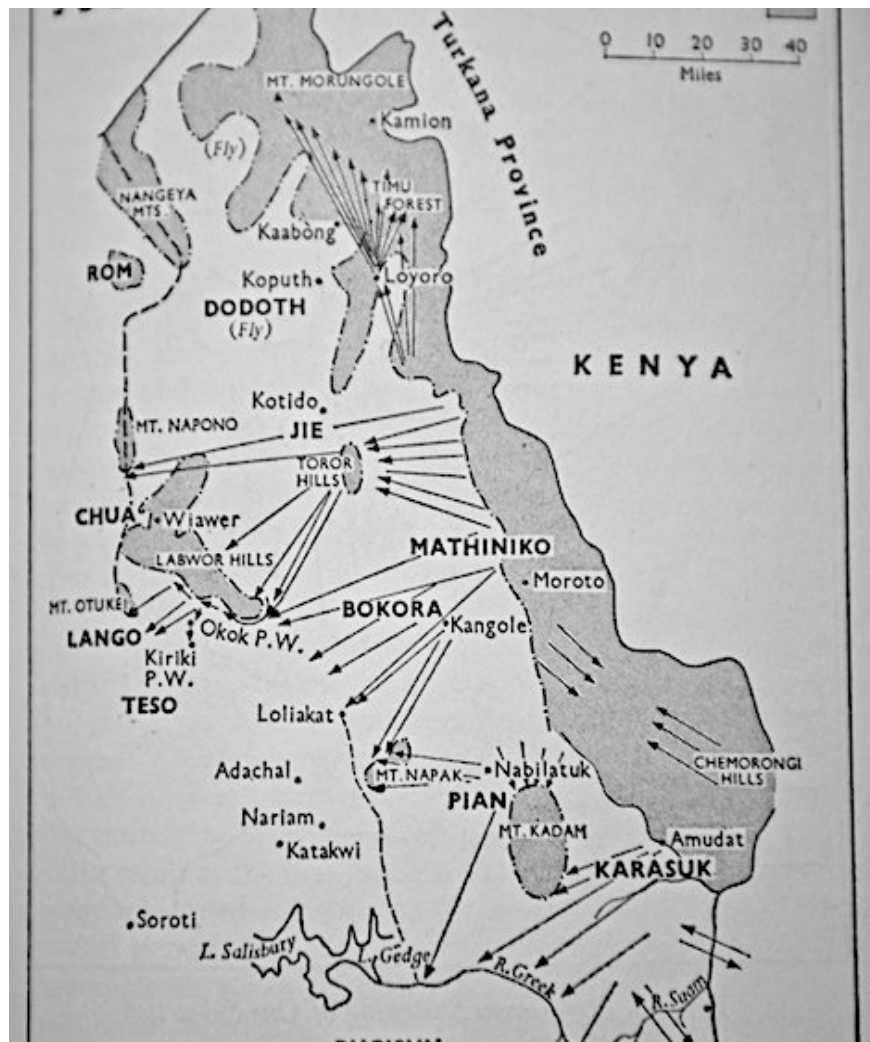 0 10 20 30 40
Miles
Turkana Province
MT. MORUNGOLE
Kamion
(Fly)
TIMU
FOREST
NANGEYA
MTS.
Kaabong
ROM
Koputh
Loyoro
DODOTH
(Fly)
KENYA
Kotido
MT. NAPONO
JIE
TOROR
HILLS
CHUA
Wiawer
MATHINIKO
LABWOR HILLS
Moroto
MT. OTUKE
BOKORA
Kangole
LANGO
Okok P.W.
Kiriki
P.W.
TESO
Loliakat
CHEMORONGI
HILLS
Adachal
MT. NAPAK
Nabilatuk
PIAN
Nariam
MT. KADAM
Amudat
Katakwi
KARASUK
Soroti
L. Salisbury
L. Gedge
R. Greek
R. Suam